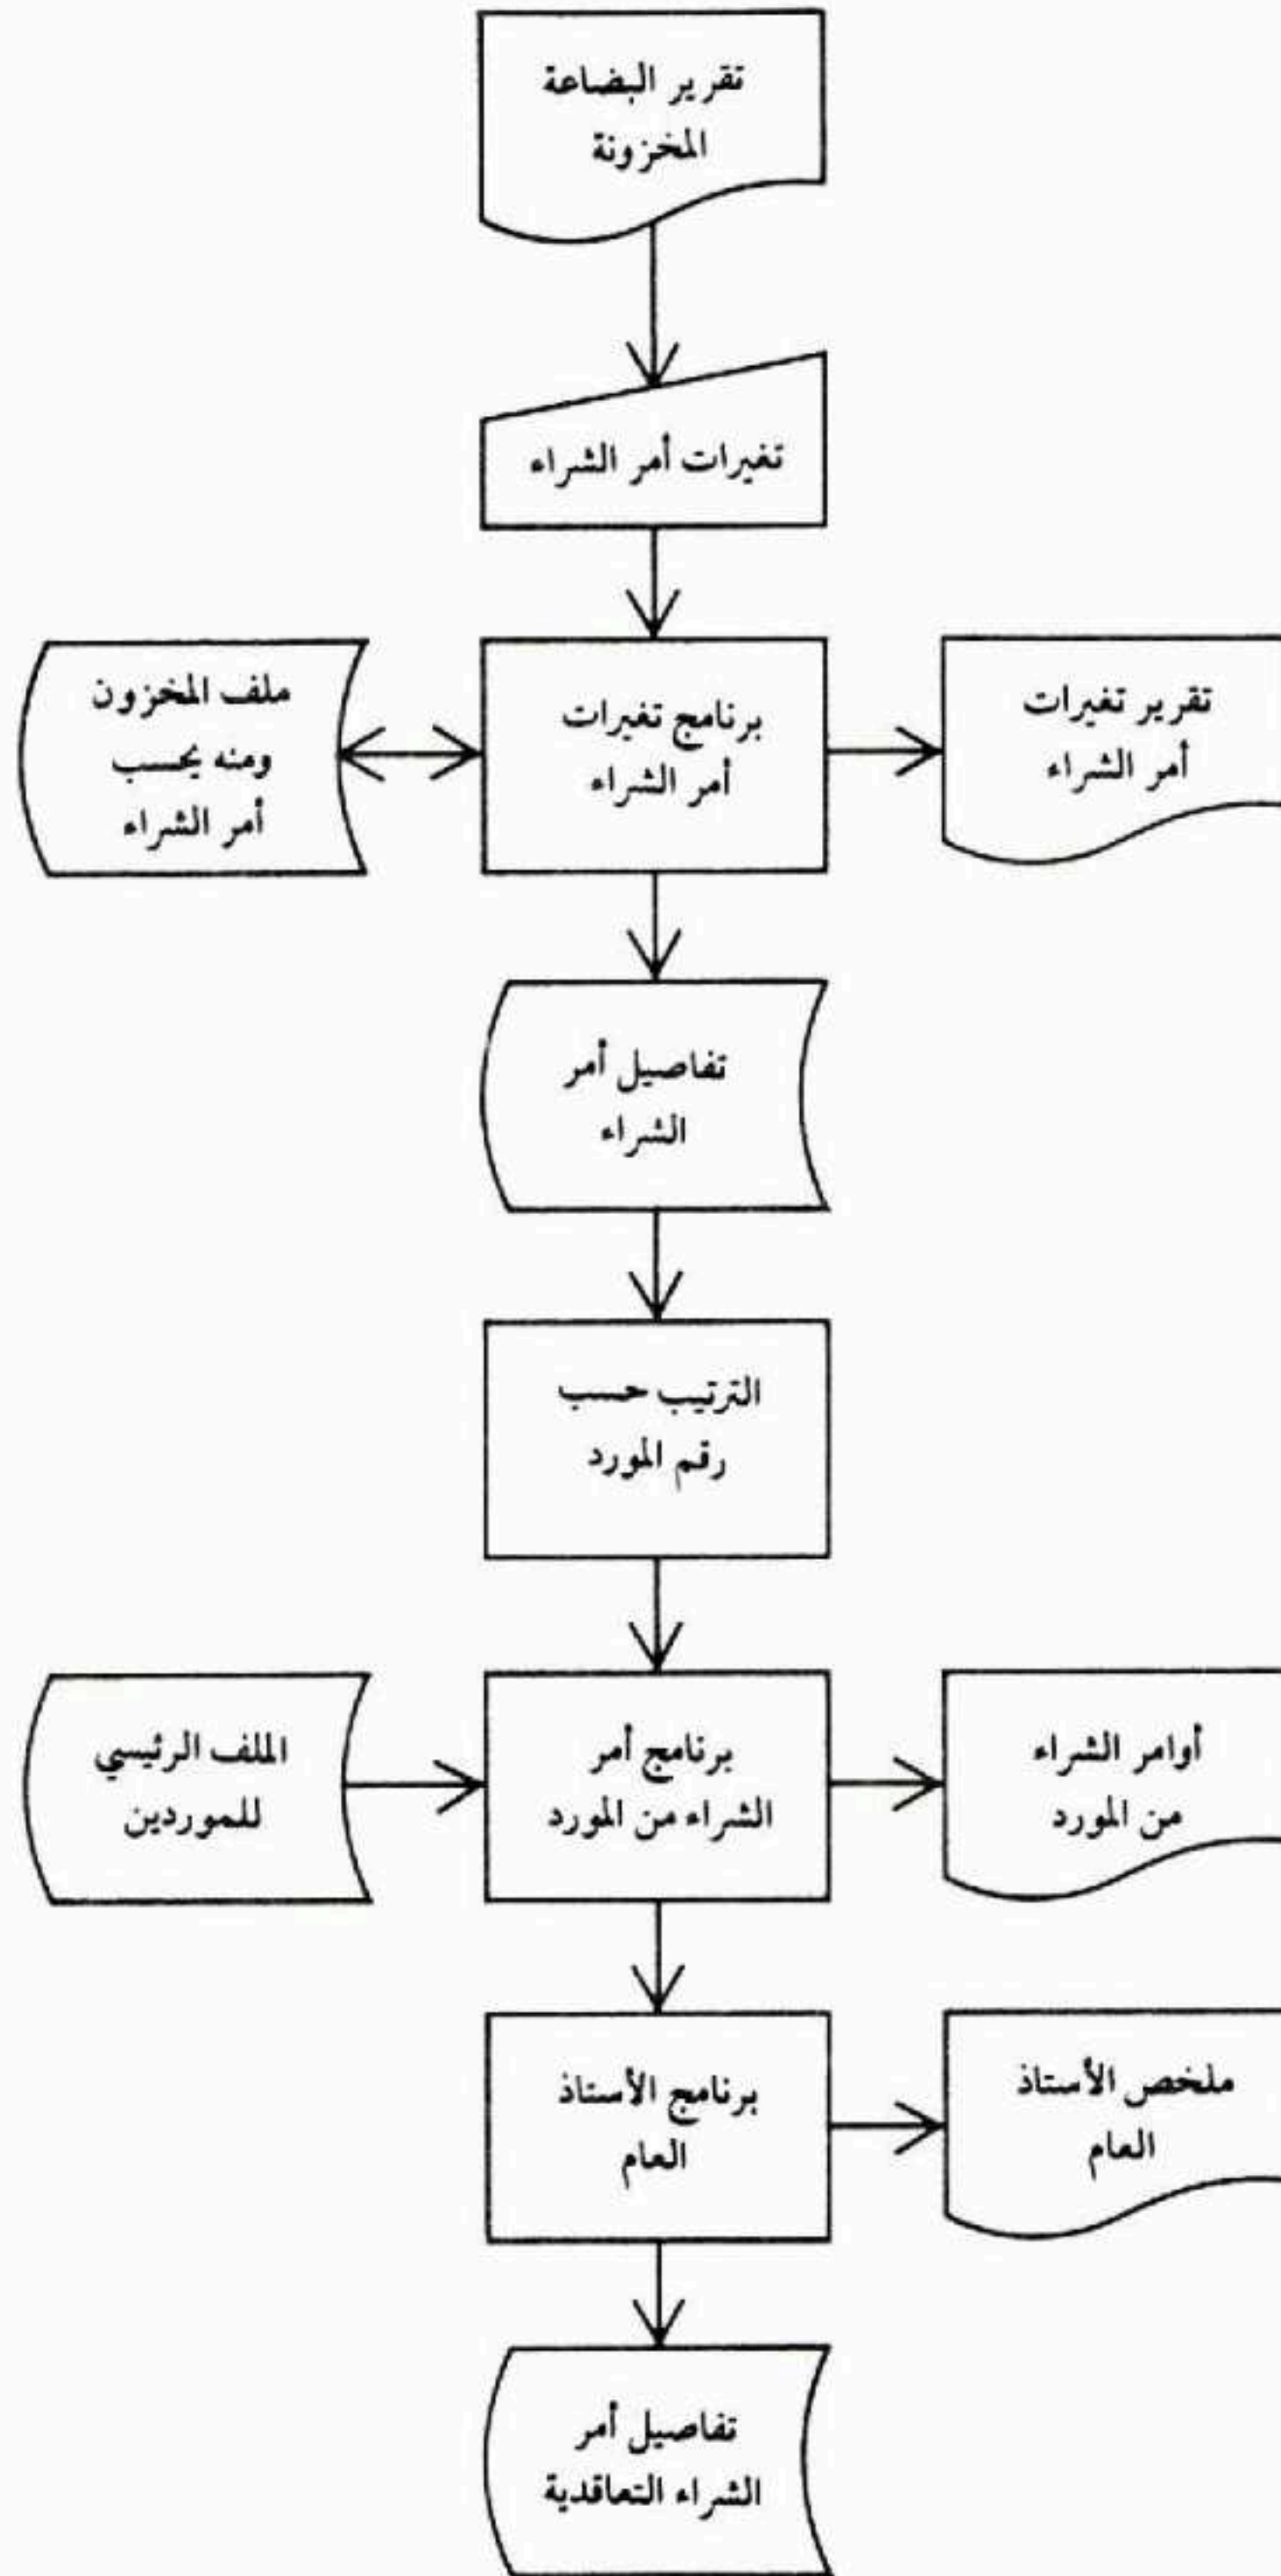 تقرير البضاعة
المخزونة
تغيرات أمر الشراء
تقرير تغيرات
أمر الشراء
برنامج تغيرات
أمر الشراء
ملف المخزون
ومنه يحسب
أمر الشراء
تفاصيل أمر
الشراء
الترتيب حسب
رقم المورد
أوامر الشراء
من المورد
برنامج أمر
الشراء من المورد
الملف الرئيسي
للموردين
ملخص الأستاذ
العام
برنامج الأستاذ
العام
تفاصيل أمر
الشراء التعاقدية